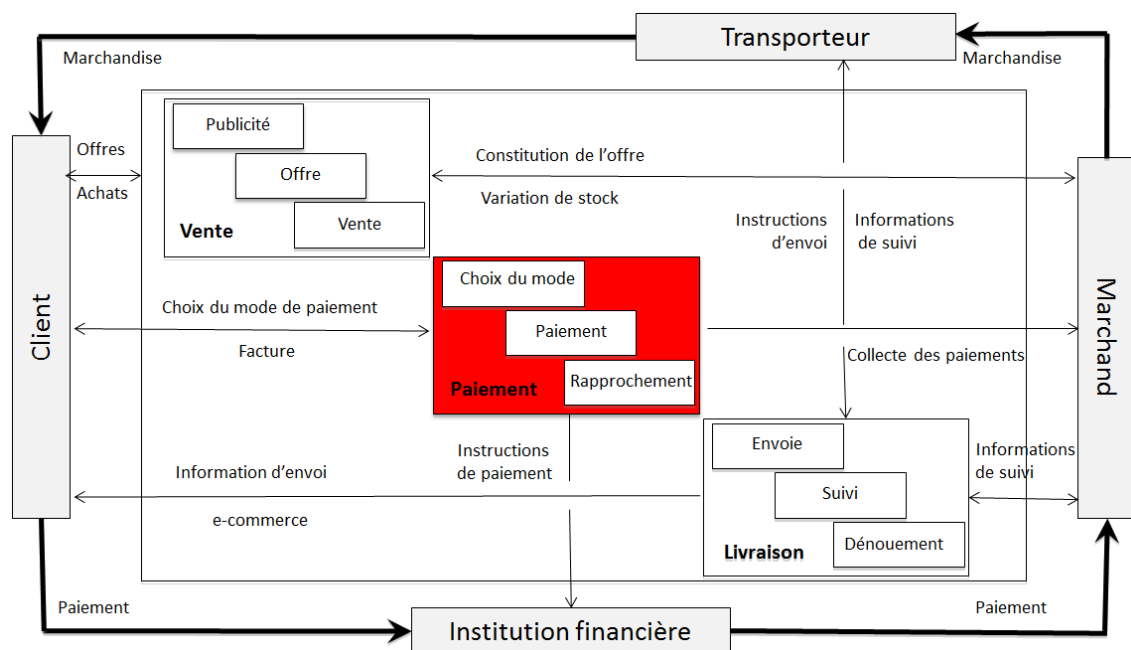 Transporteur
Marchandise
Marchandise
Publicité
Offre
Vente
Vente
Offres
Achats
Constitution de l'offre
Variation de stock
Instructions
d'envoi
Informations
de suivi
Client
Marchand
Choix du mode de paiement
Facture
Choix du mode
Paiement
Rapprochement
Paiement
Collecte des paiements
Instructions
de paiement
Information d'envoi
e-commerce
Envoie
Suivi
Dénouement
Livraison
Informations
de suivi
Paiement
Institution financière
Paiement